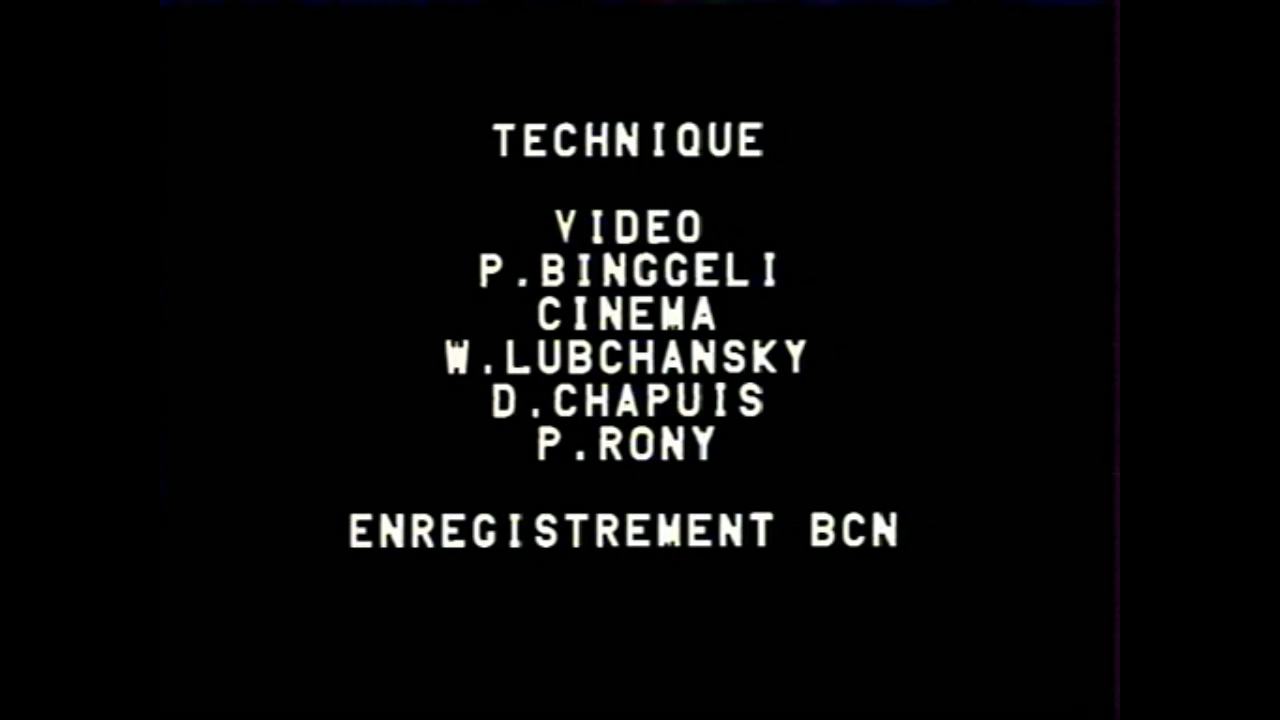 TECHNIQUE
VIDEO
P.BINGGELI
CINEMA
W.LUBCHANSKY
D.CHAPUIS
P.RONY
ENREGISTREMENT BCN